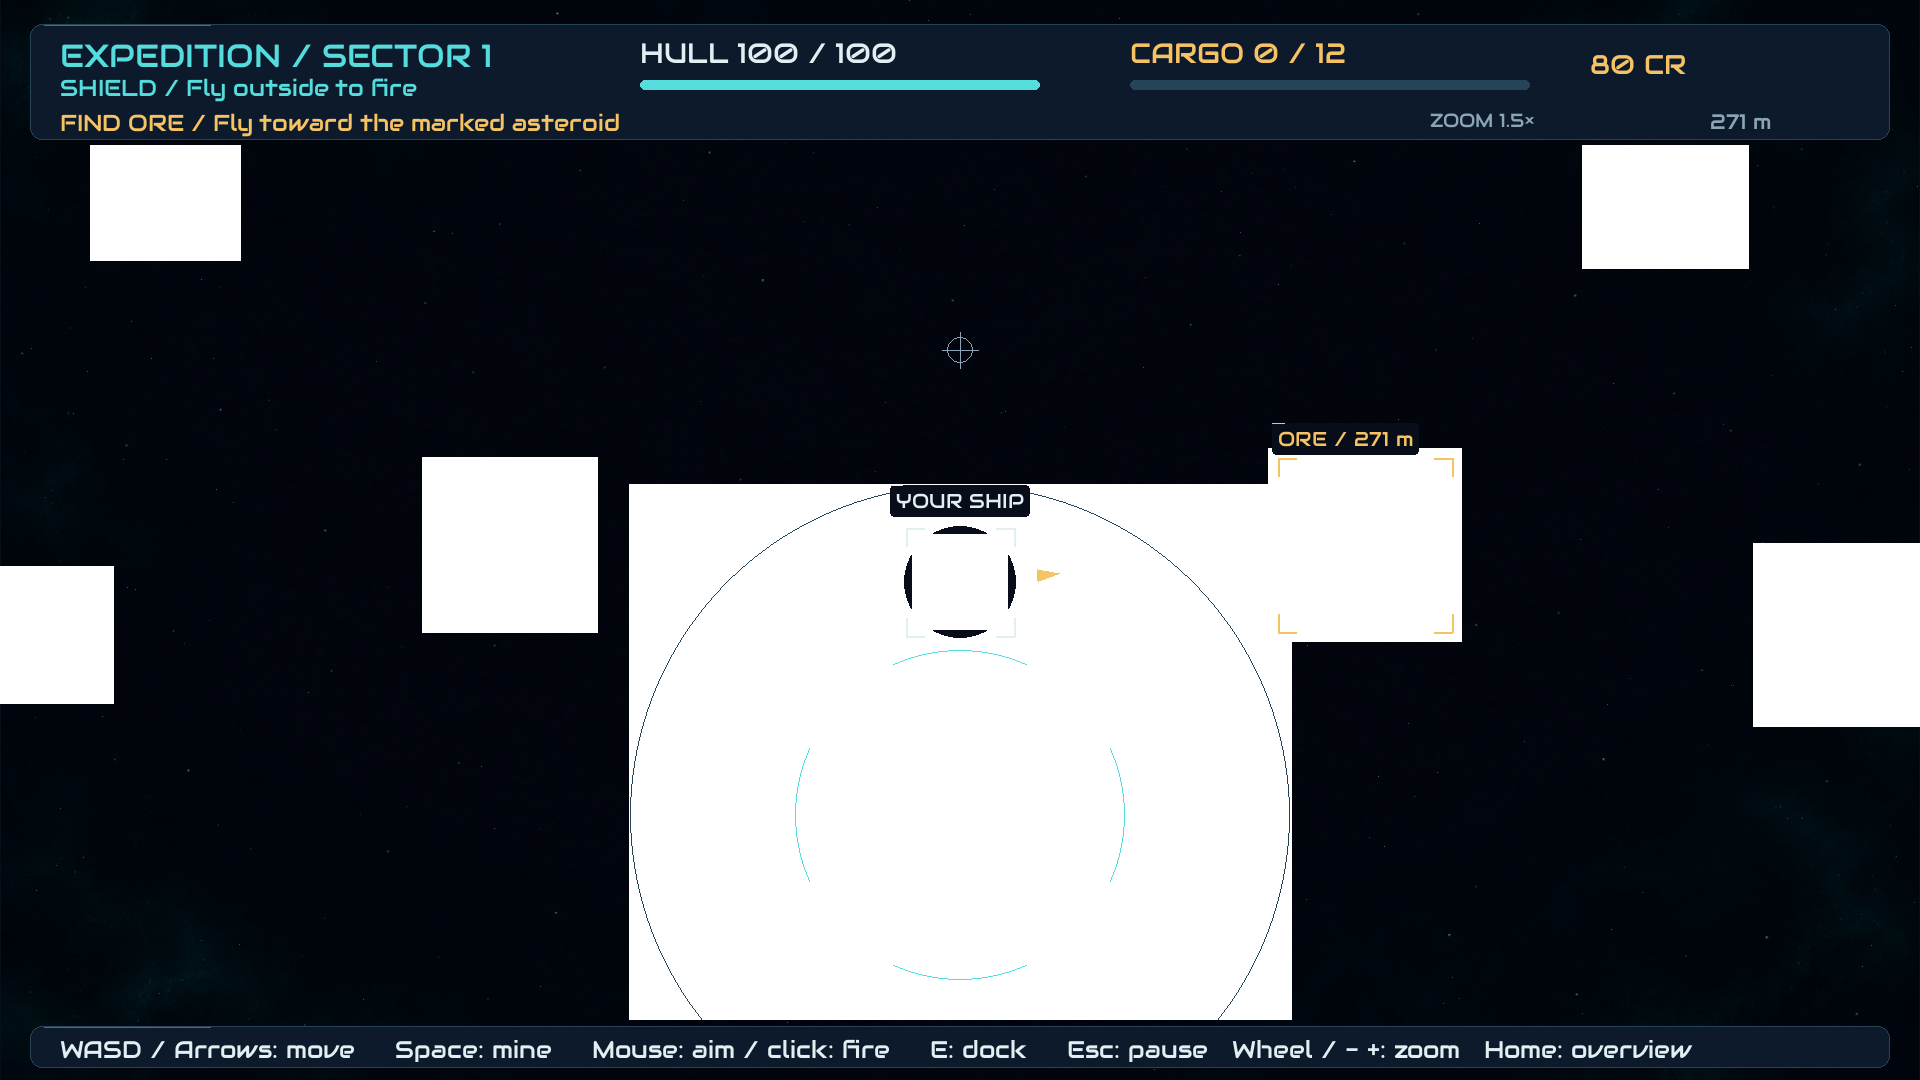 EXPEDITION / SECTOR 1
SHIELD / Fly outside to fire
FIND ORE / Fly toward the marked asteroid
HULL 100 / 100
CARGO 0 / 12
80 CR
ZOOM 1.5×
271 m
ORE / 271 m
YOUR SHIP
WASD / Arrows: move Space: mine Mouse: aim / click: fire E: dock Esc: pause Wheel / - +: zoom Home: overview